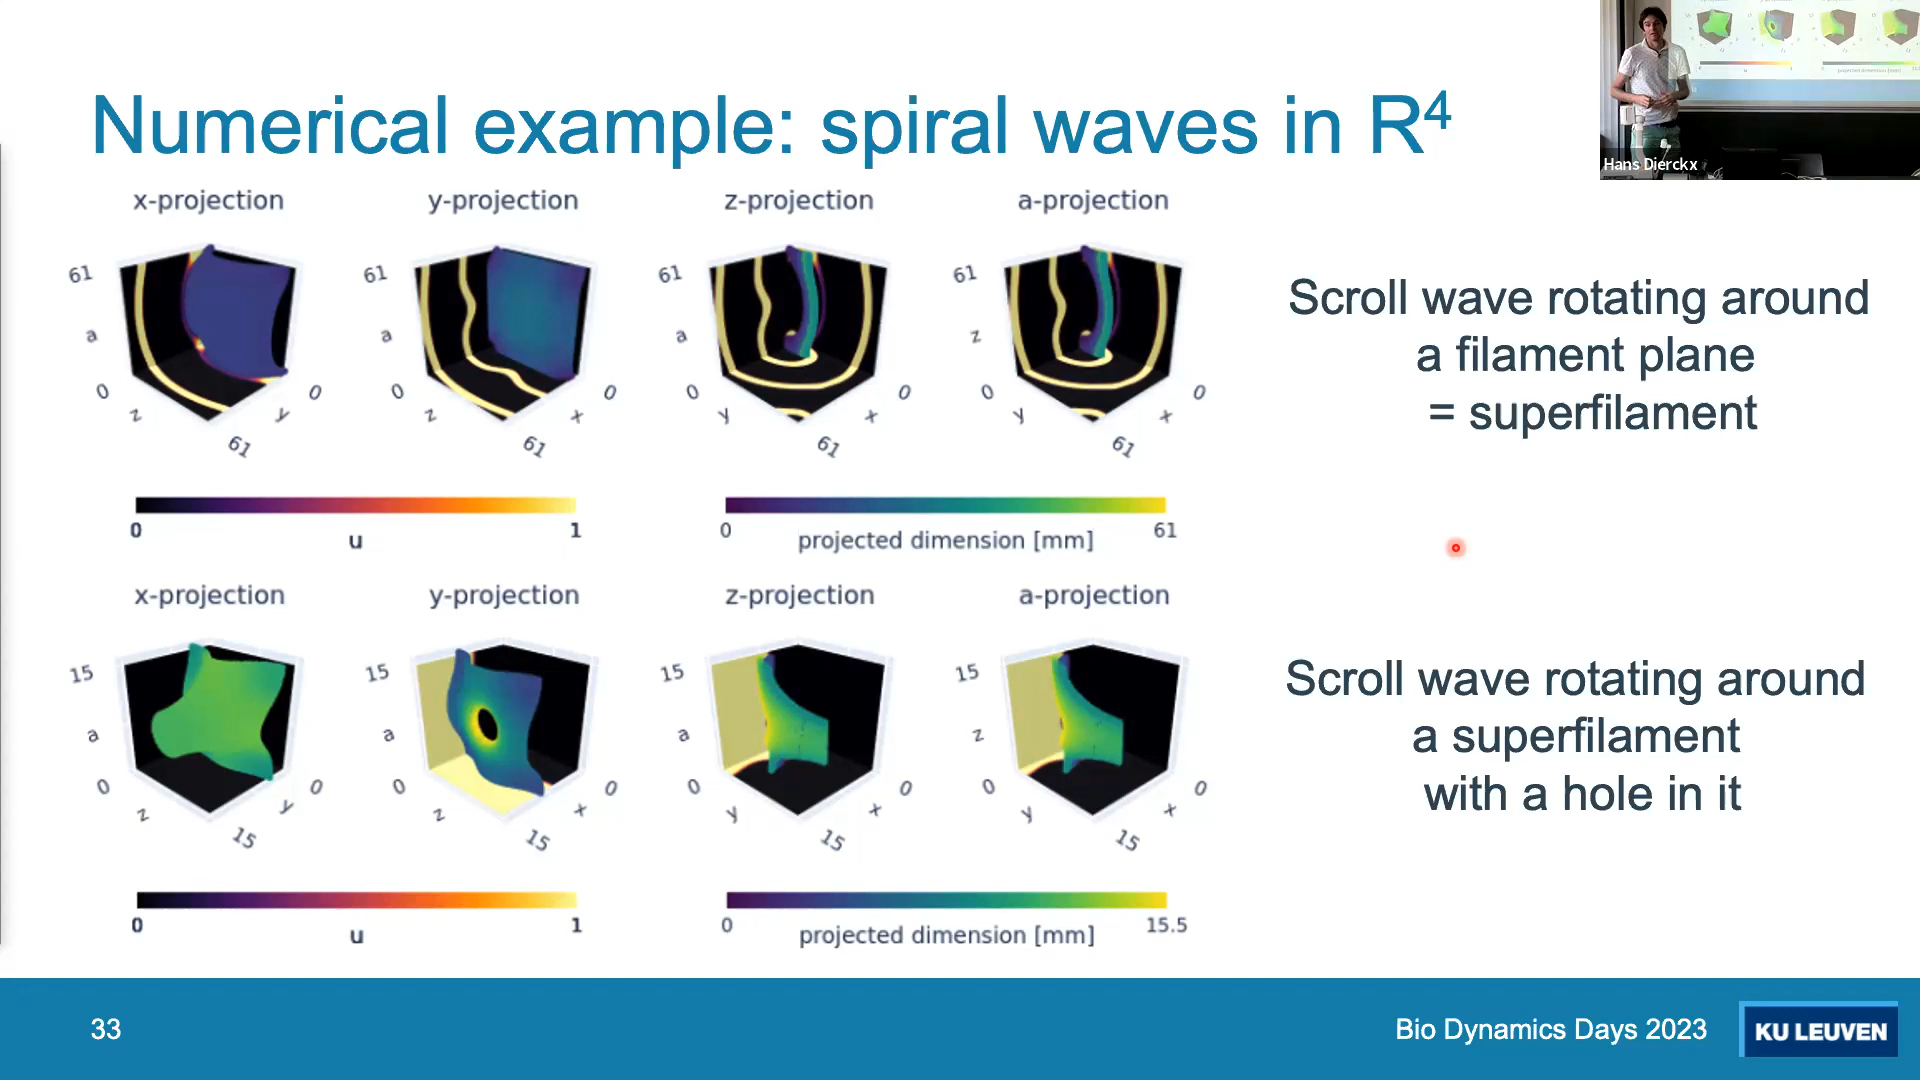 Numerical example: spiral waves in R⁴
Hans Dierckx
x-projection
y-projection
z-projection
a-projection
61
a
0
z
61
y
0
61
a
0
z
61
x
0
61
a
0
y
61
x
0
61
z
0
y
61
x
0
0
u
1
0
projected dimension [mm]
61
Scroll wave rotating around
a filament plane
= superfilament
x-projection
y-projection
z-projection
a-projection
15
a
0
z
15
y
0
15
a
0
z
15
x
0
15
a
0
y
15
x
0
15
z
0
y
15
x
0
0
u
1
0
projected dimension [mm]
15.5
Scroll wave rotating around
a superfilament
with a hole in it
33
Bio Dynamics Days 2023
KU LEUVEN